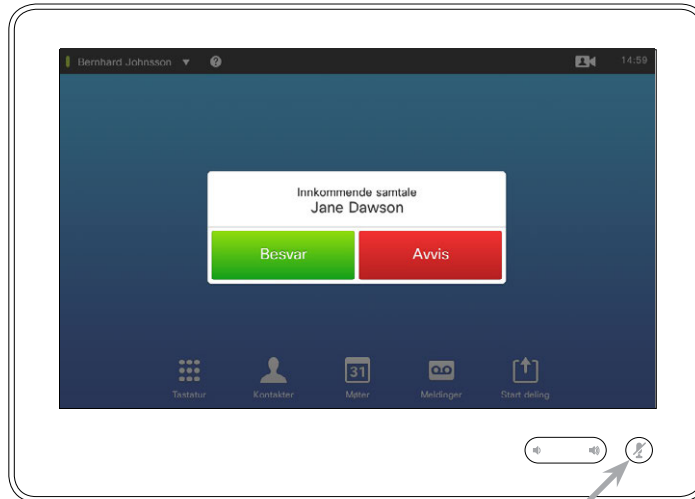 Bernhard Johnsson
14:59
Innkommende samtale
Jane Dawson
Besvar
Avvis
31
Tastatur
Kontakter
Møter
Meldinger
Start deling